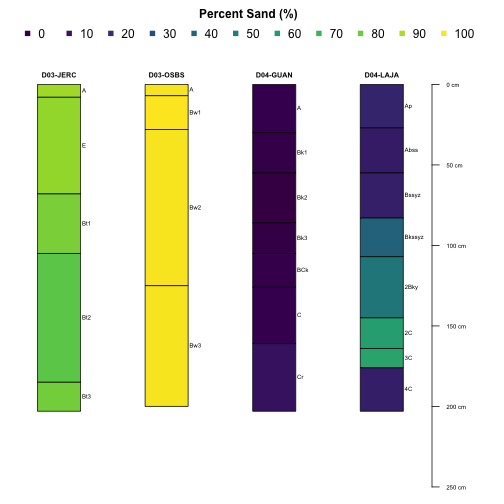 Percent Sand (%)
0 10 20 30 40 50 60 70 80 90 100
D03-JERC D03-OSBS D04-GUAN D04-LAJA
A
E
Bt1
Bt2
Bt3
A
Bw1
Bw2
Bw3
A
Bk1
Bk2
Bk3
BCk
C
Cr
Ap
Abss
Bssyz
Bkssyz
2Bky
2C
3C
4C
0 cm
50 cm
100 cm
150 cm
200 cm
250 cm